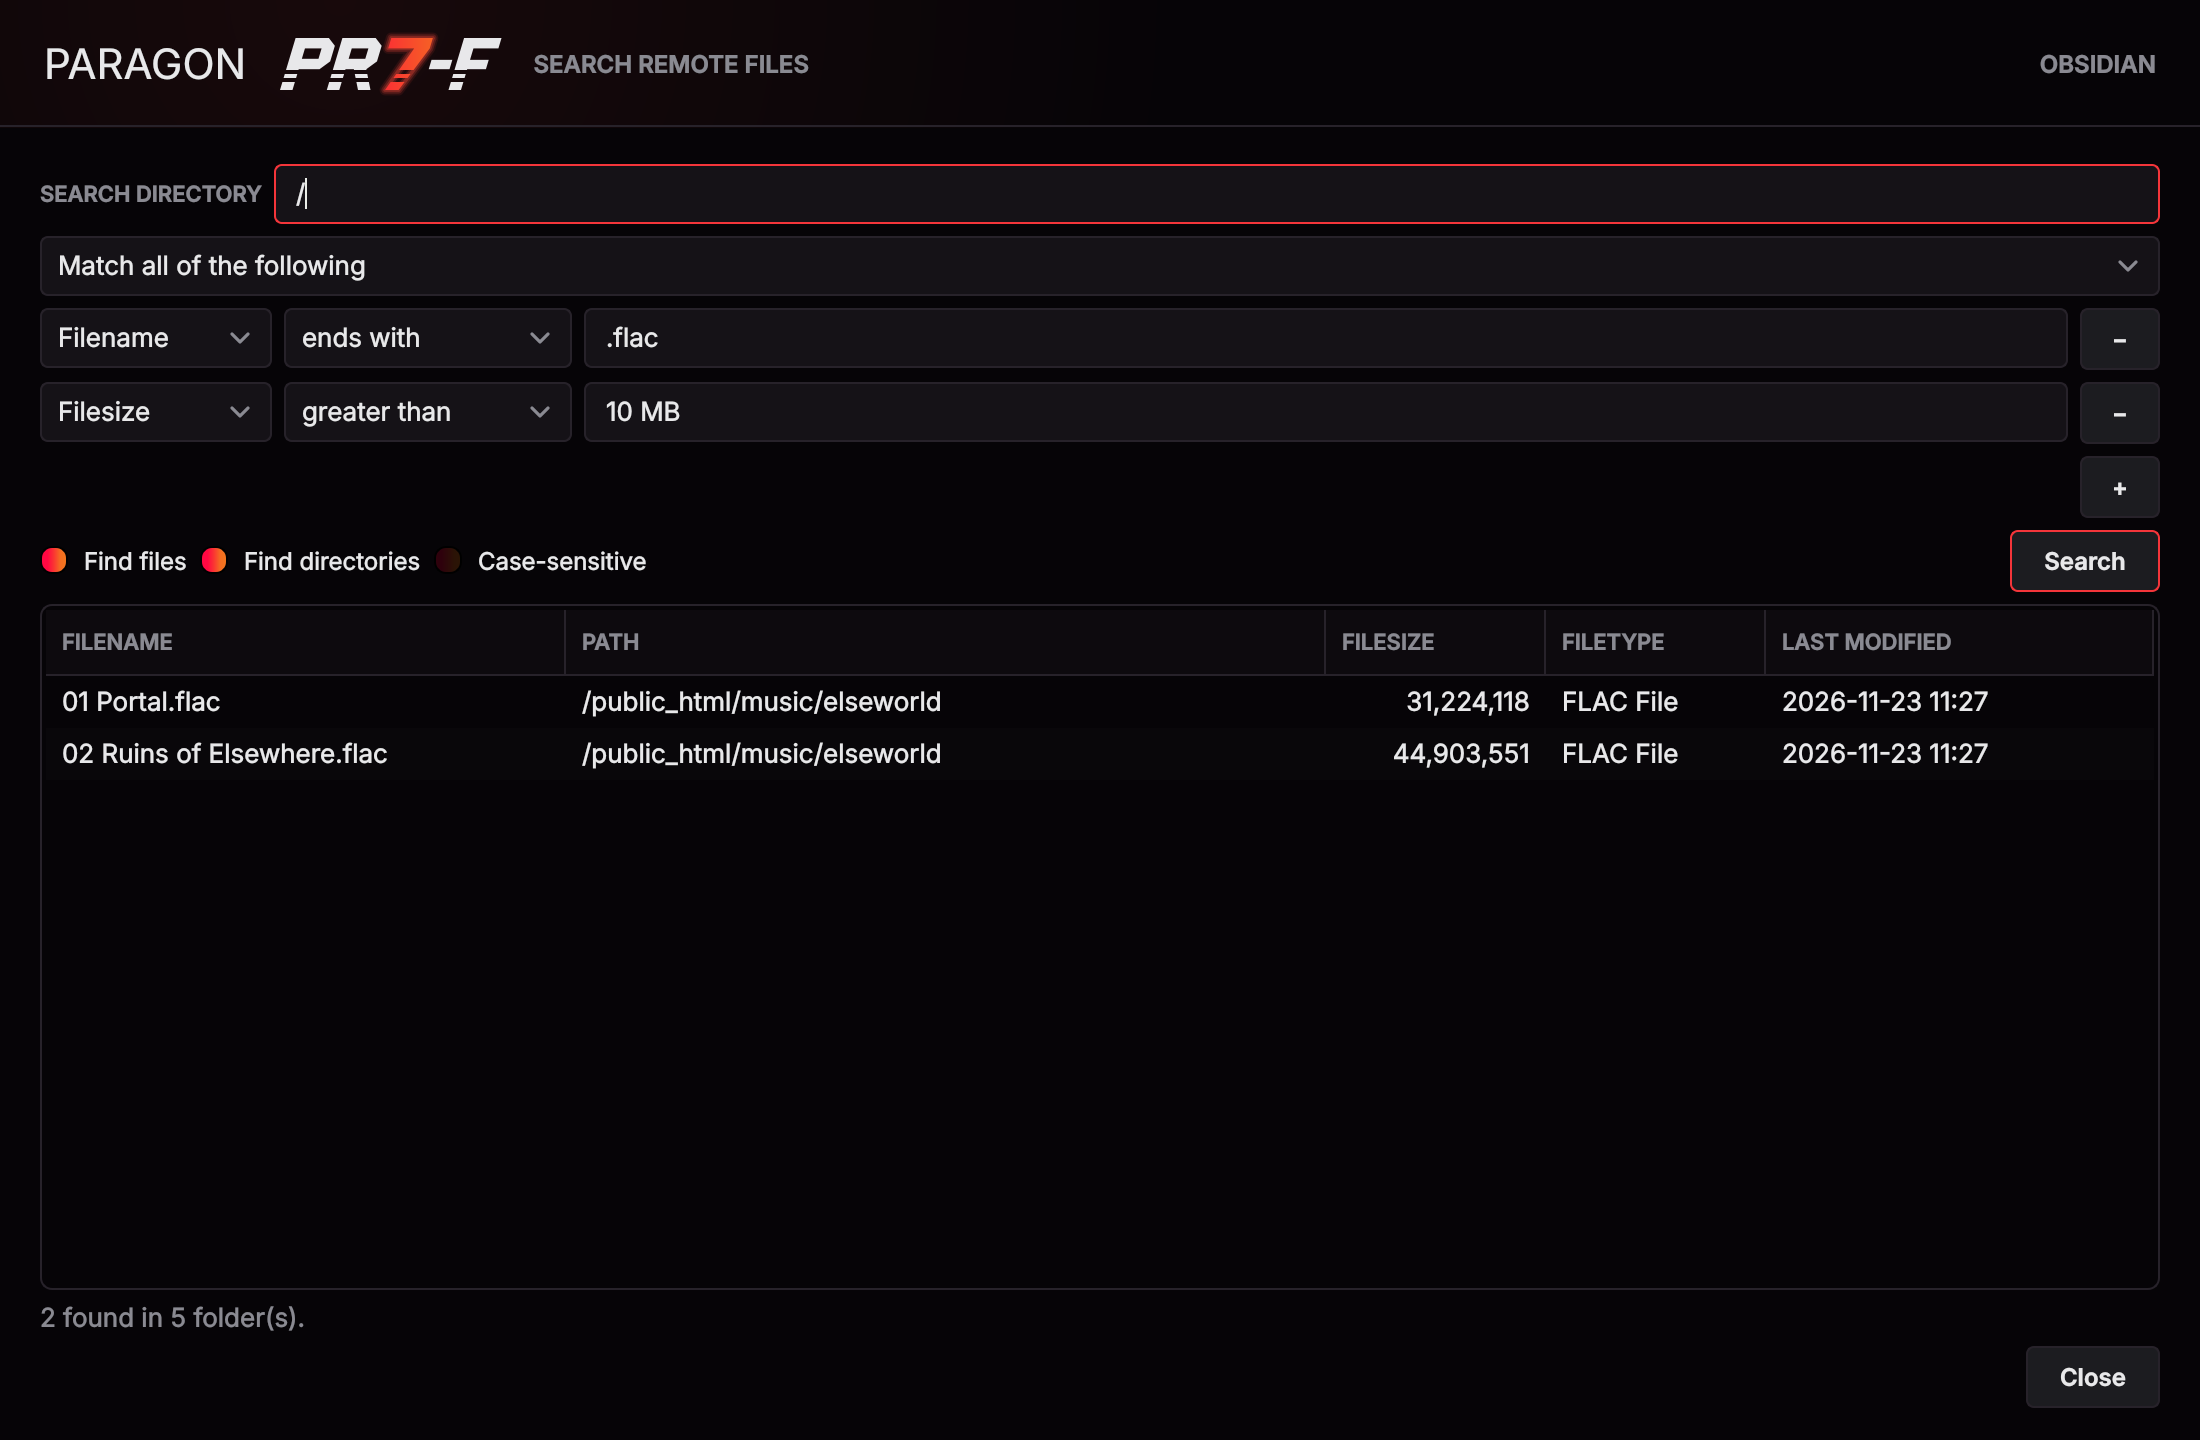 PARAGON PR7-F SEARCH REMOTE FILES OBSIDIAN
SEARCH DIRECTORY /
Match all of the following
Filename ends with .flac -
Filesize greater than 10 MB -
+
Find files Find directories Case-sensitive Search
FILENAME PATH FILESIZE FILETYPE LAST MODIFIED
01 Portal.flac /public_html/music/elseworld 31,224,118 FLAC File 2026-11-23 11:27
02 Ruins of Elsewhere.flac /public_html/music/elseworld 44,903,551 FLAC File 2026-11-23 11:27
2 found in 5 folder(s).
Close